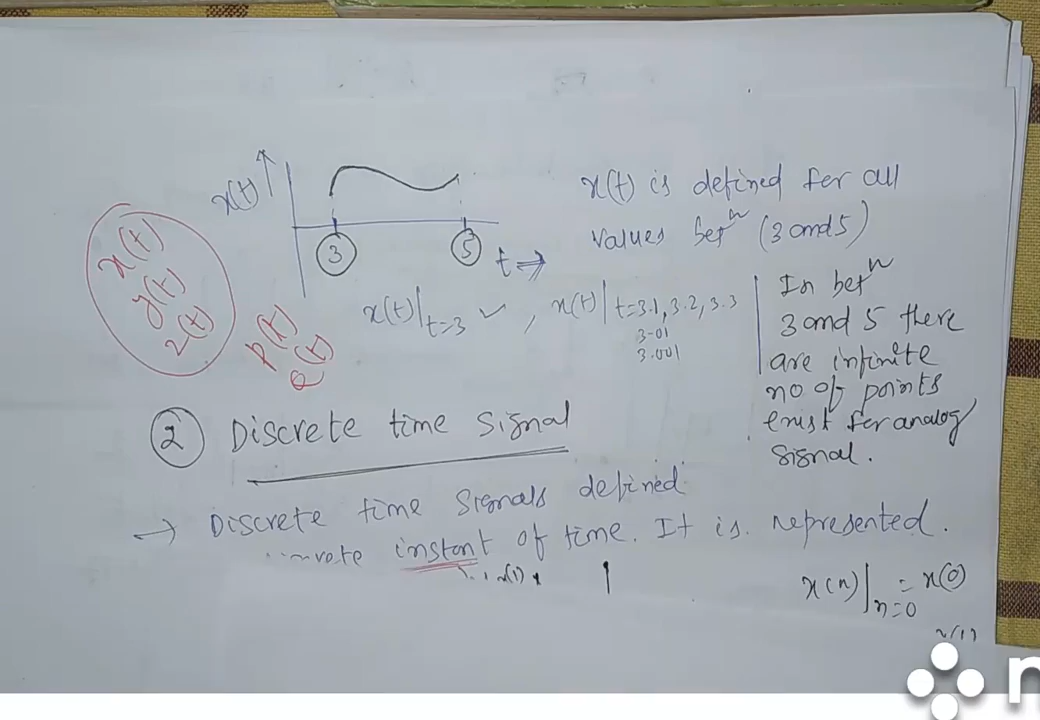 x(t) ↑
3
5
t ⇒
x(t) is defined for all
values betⁿ (3 and 5)
x(t)
y(t)
z(t)
P(t)
Q(t)
x(t)|t=3 ✓, x(t)|t=3.1, 3.2, 3.3
3.01
3.001
In betⁿ
3 and 5 there
are infinite
no of points
exist for analog
signal.
② Discrete time signal
→ Discrete time signals defined
instant of time. It is represented.
x(n)|n=0 = x(0)